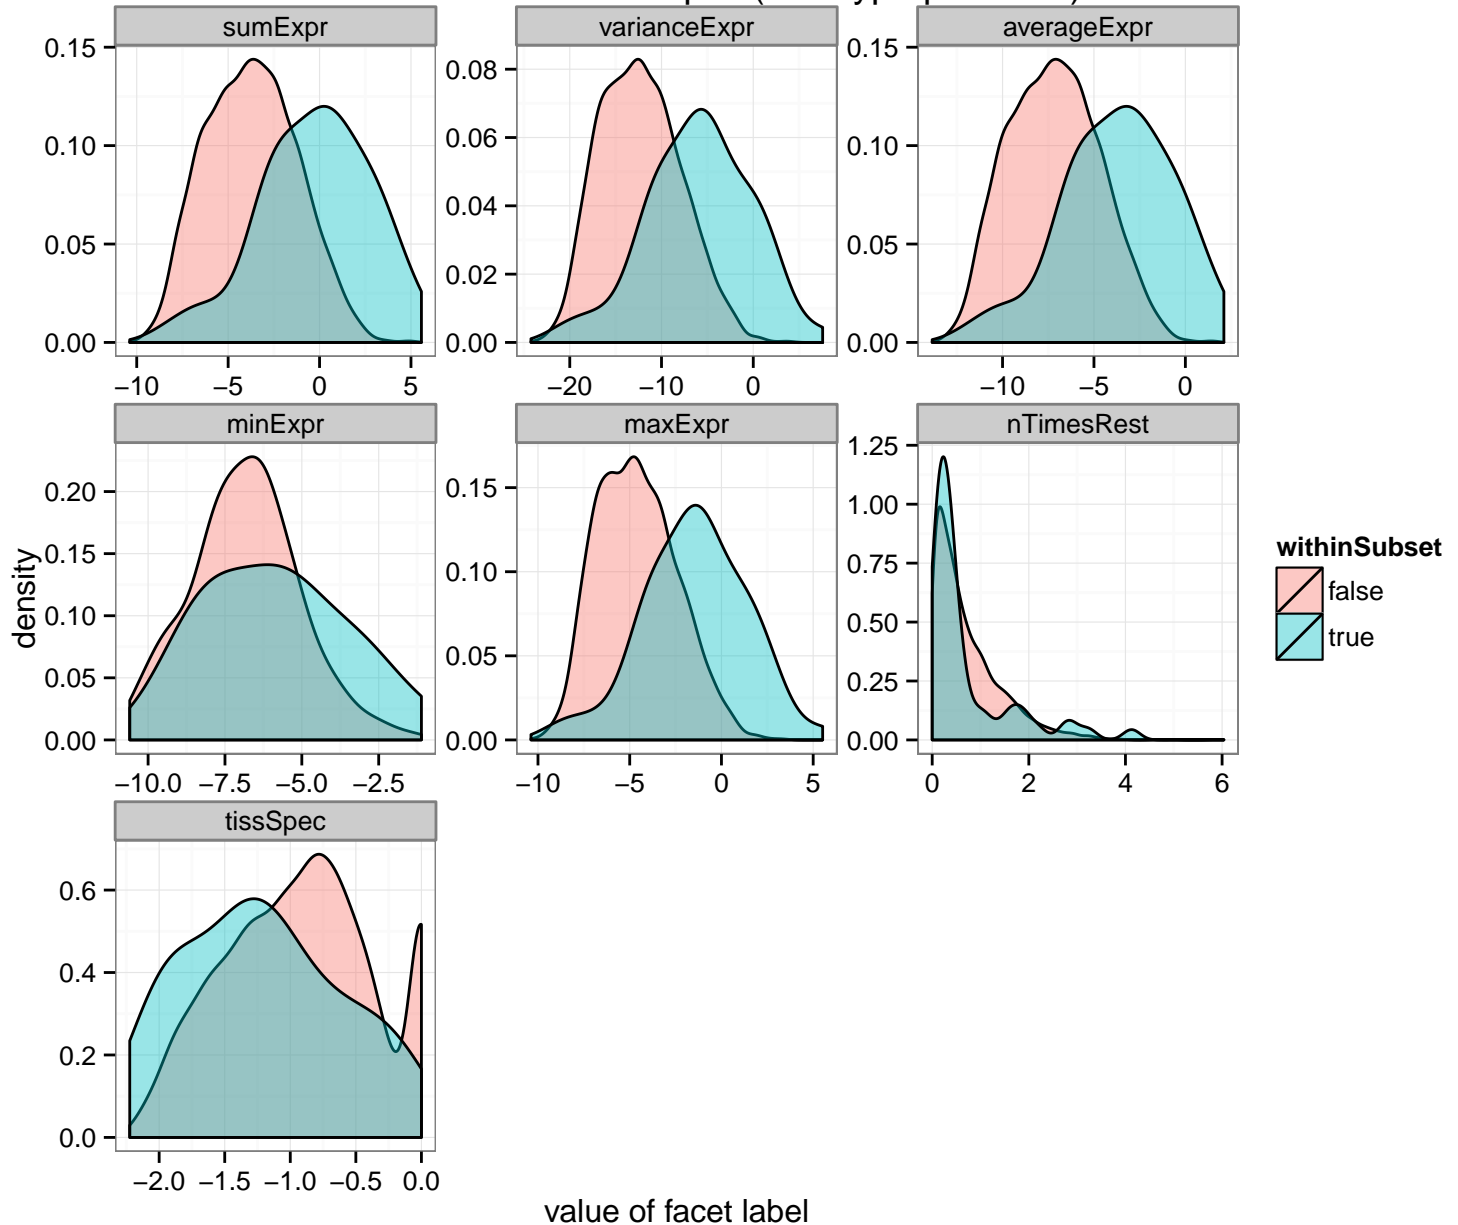 sumExpr varianceExpr averageExpr
0.15 0.10 0.05 0.00
0.08 0.06 0.04 0.02 0.00
0.15 0.10 0.05 0.00
−10 −5 0 5
−20 −10 0
−10 −5 0
minExpr maxExpr nTimesRest
0.20 0.15 0.10 0.05 0.00
0.15 0.10 0.05 0.00
1.25 1.00 0.75 0.50 0.25 0.00
−10.0 −7.5 −5.0 −2.5
−10 −5 0 5
0 2 4 6
tissSpec
0.6 0.4 0.2 0.0
−2.0 −1.5 −1.0 −0.5 0.0
density
value of facet label
withinSubset
false
true